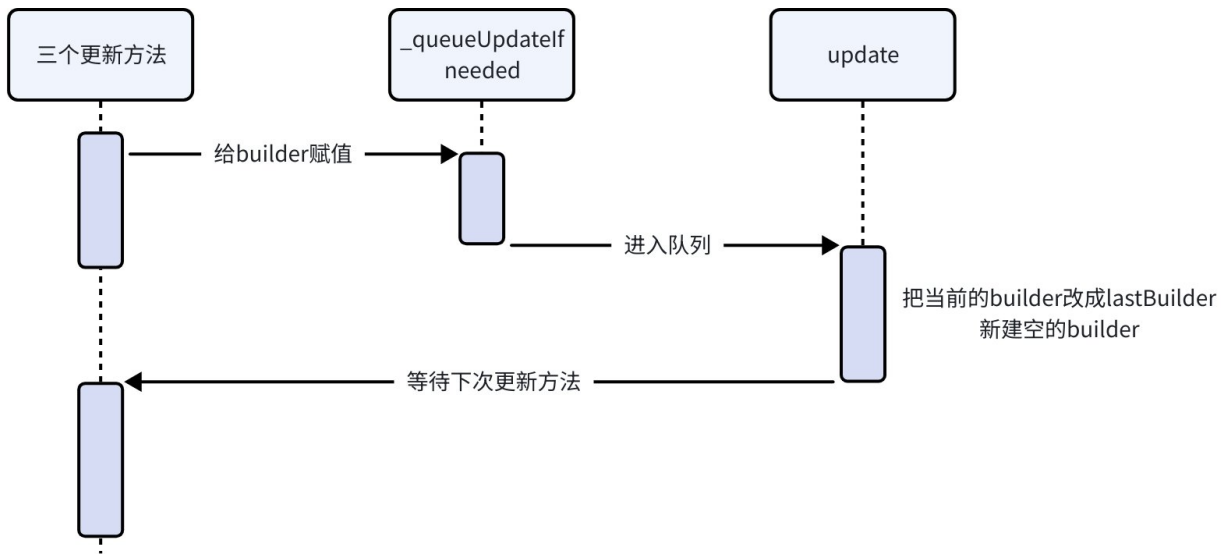 三个更新方法
_queueUpdateIf
needed
update
给builder赋值
进入队列
把当前的builder改成lastBuilder
新建空的builder
等待下次更新方法